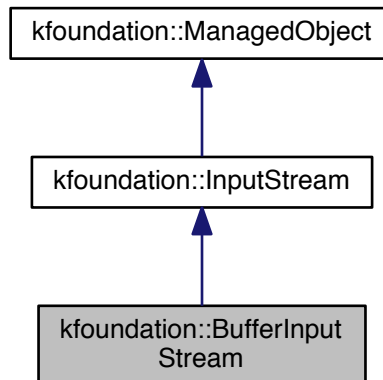 kfoundation::ManagedObject
kfoundation::InputStream
kfoundation::BufferInput
Stream